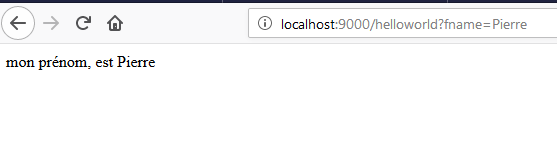 localhost:9000/helloworld?fname=Pierre
mon prénom, est Pierre